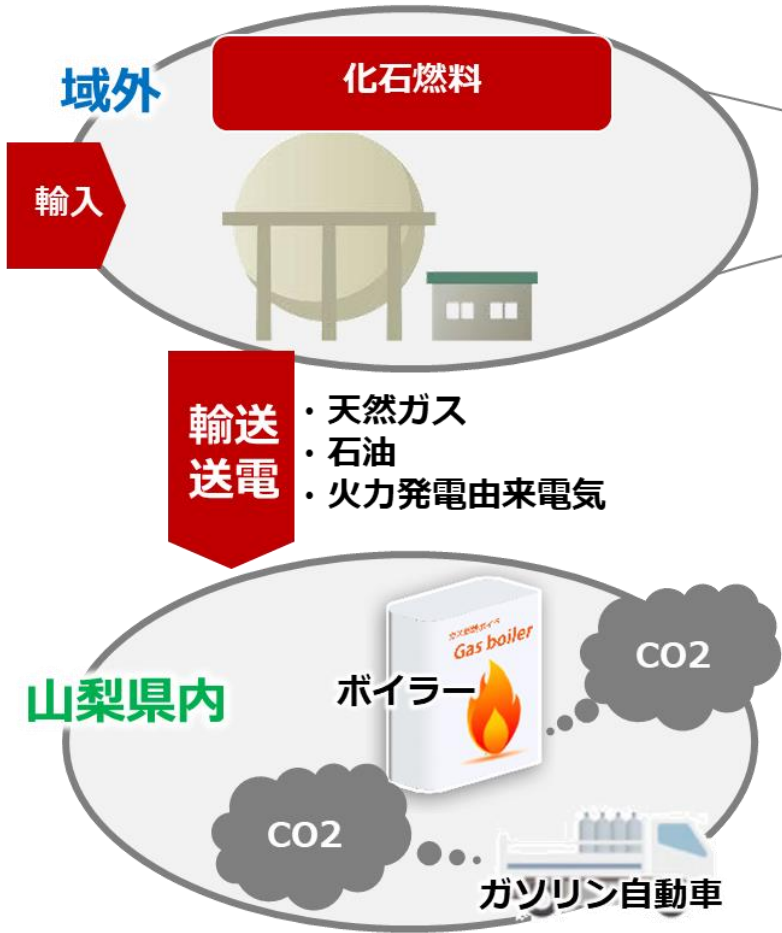 化石燃料
域外
輸入
輸送
送電
・天然ガス
・石油
・火力発電由来電気
Gas boiler
CO2
ボイラー
山梨県内
CO2
ガソリン自動車